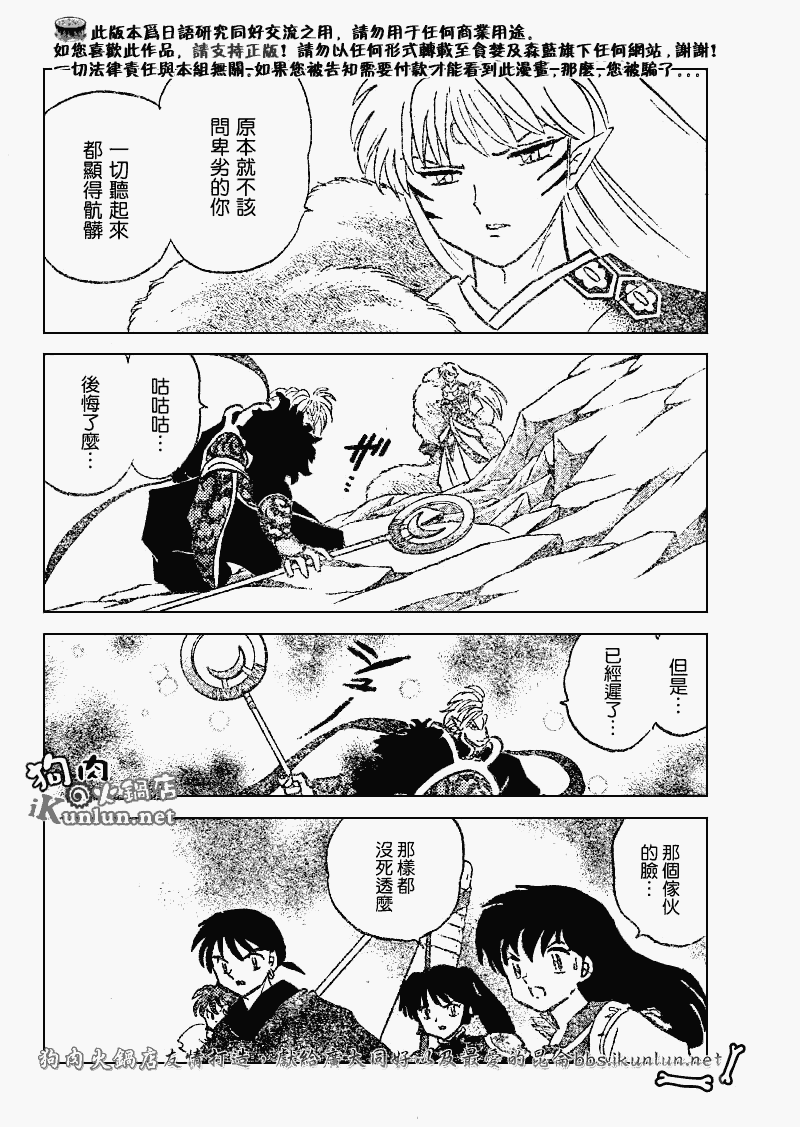 此版本爲日語研究同好交流之用，請勿用于任何商業用途。
如您喜歡此作品，請支持正版！請勿以任何形式轉載至貪婪及森藍旗下任何網站，謝謝！
一切法律責任與本組無關，如果您被告知需要付款才能看到此漫畫，那麼，您被騙了...
原本就不該
問卑劣的你
一切聽起來
都顯得骯髒
咕咕咕…
後悔了麼…
但是…
已經遲了…
狗肉
火鍋店
iKunlun.net
那個傢伙
的臉…
那樣都
沒死透麼
狗肉火鍋店友情打造，獻給廣大同好以及最愛的昆侖bbs.ikunlun.net